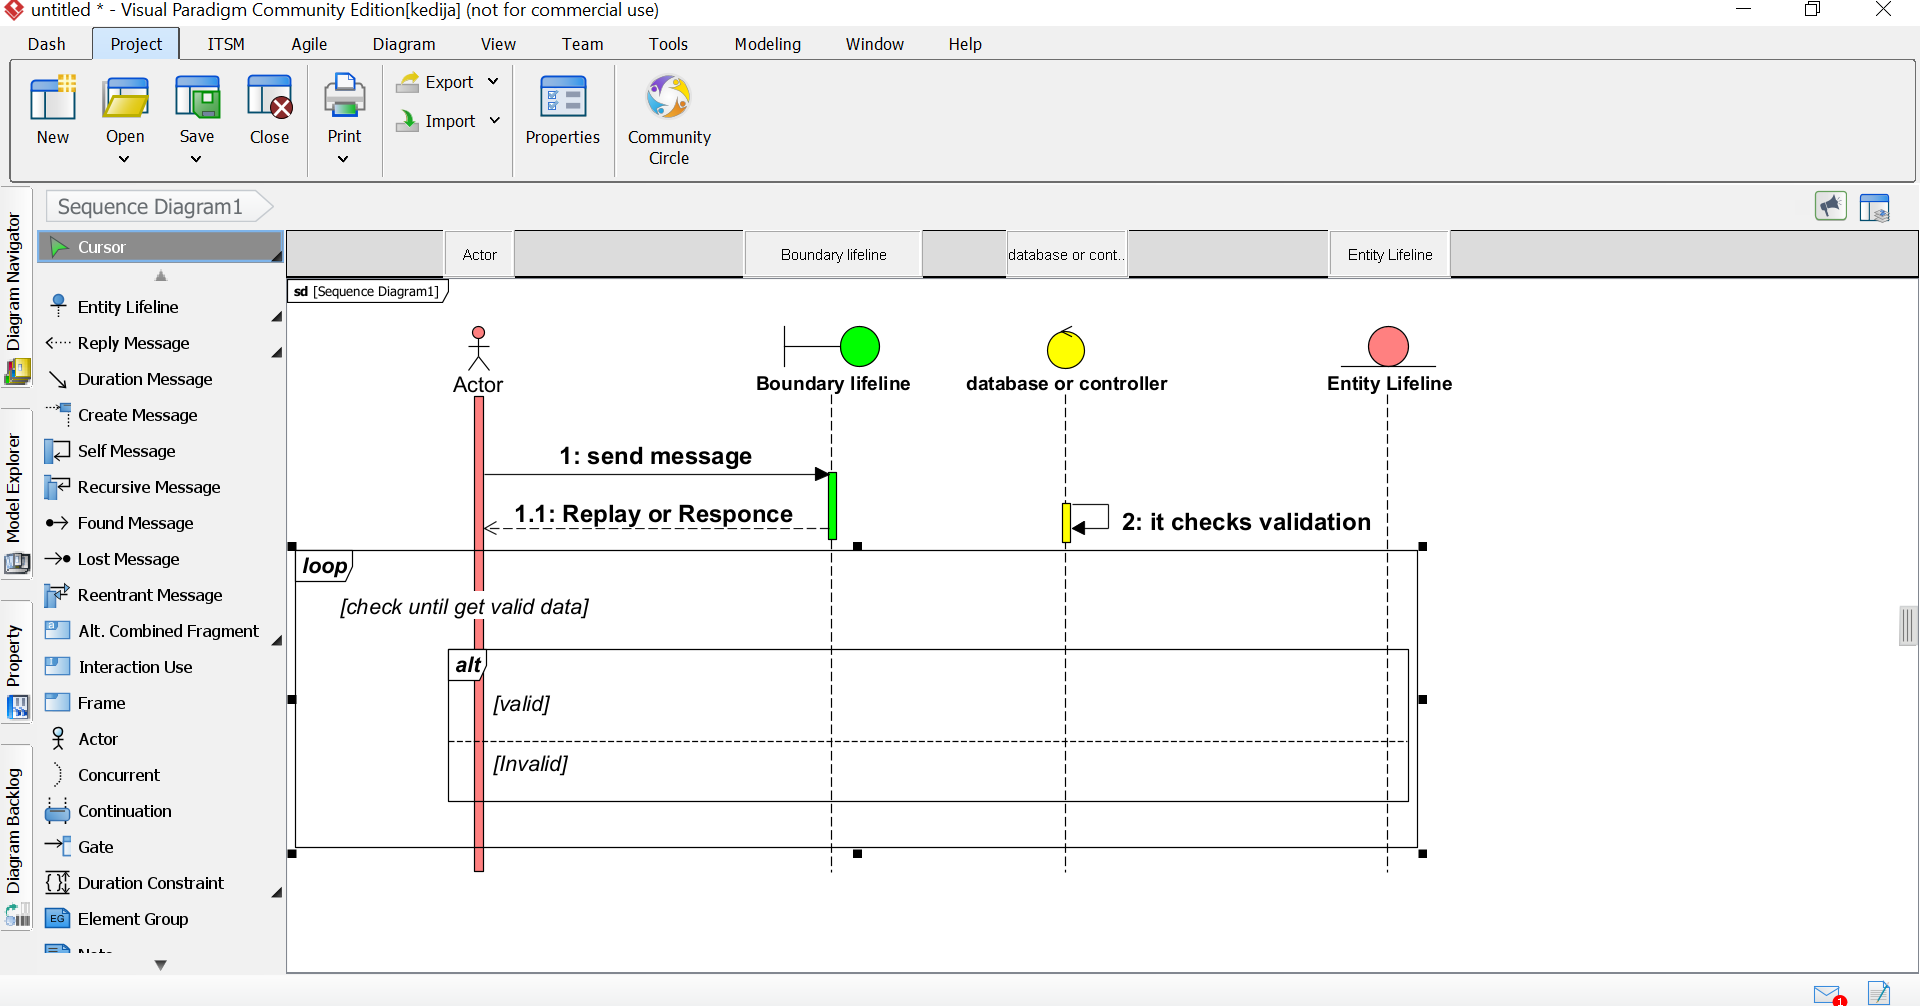 untitled * - Visual Paradigm Community Edition[kedija] (not for commercial use)
Dash Project ITSM Agile Diagram View Team Tools Modeling Window Help
New Open Save Close Print Export Import Properties Community Circle
Sequence Diagram1
Diagram Navigator
Model Explorer
Property
Diagram Backlog
Cursor
Entity Lifeline
Reply Message
Duration Message
Create Message
Self Message
Recursive Message
Found Message
Lost Message
Reentrant Message
Alt. Combined Fragment
Interaction Use
Frame
Actor
Concurrent
Continuation
Gate
Duration Constraint
EG Element Group
Actor Boundary lifeline database or cont.. Entity Lifeline
sd [Sequence Diagram1]
Actor Boundary lifeline database or controller Entity Lifeline
1: send message
1.1: Replay or Responce
2: it checks validation
loop
[check until get valid data]
alt
[valid]
[Invalid]
1